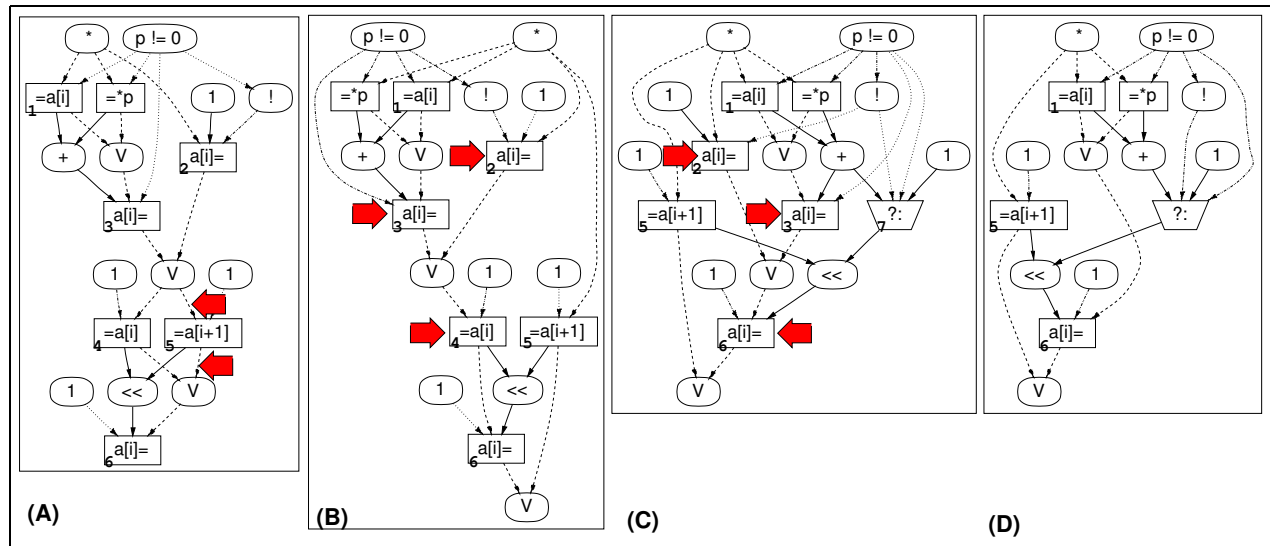 * p != 0
=a[i] =*p 1 !
1 2
+ V a[i]=
a[i]=
3
V
1 1
=a[i] =a[i+1]
4 5
1 << V
a[i]=
6
(A)
p != 0 *
=*p =a[i] ! 1
1
+ V a[i]=
2
a[i]=
3
V 1 1
=a[i] =a[i+1]
4 5
1 <<
a[i]=
6
V
(B)
* p != 0
1 =a[i] =*p !
1
1 a[i]= V + 1
2
=a[i+1] a[i]= ?:
5 3 7
1 V <<
a[i]=
6
V
(C)
* p != 0
=a[i] =*p !
1
1 V + 1
=a[i+1] ?:
5
<< 1
a[i]=
6
V
(D)